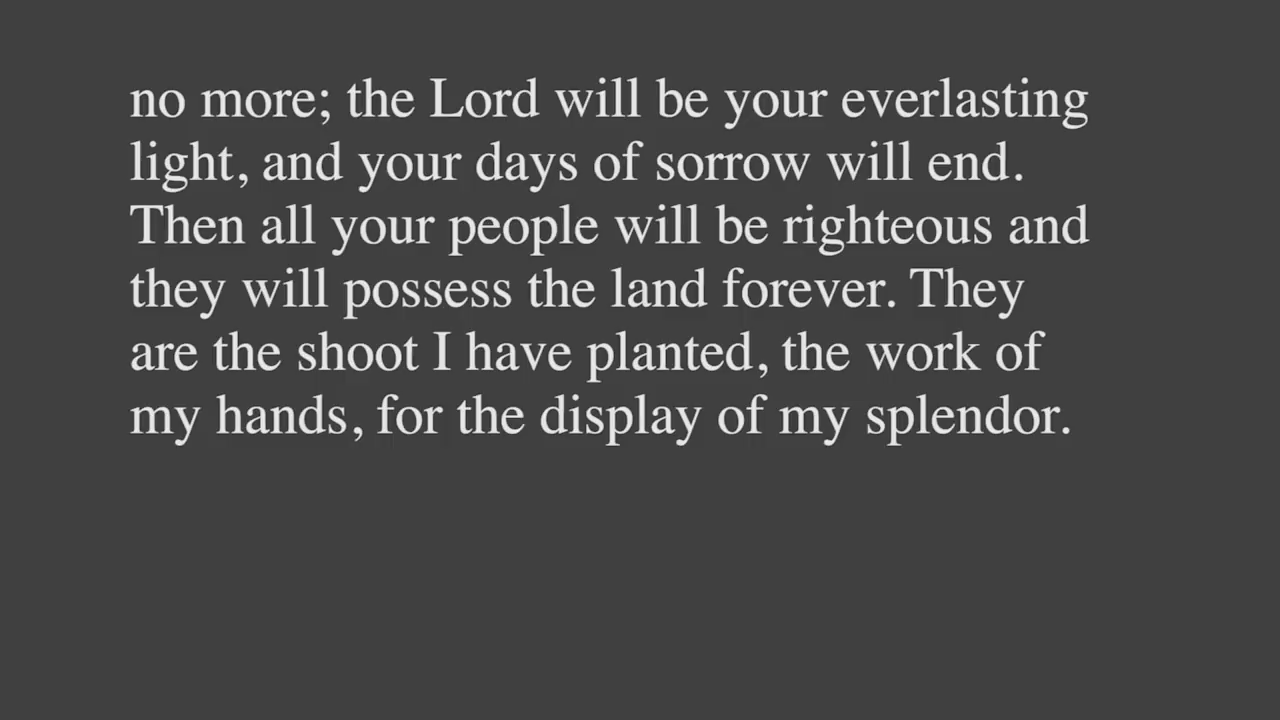 no more; the Lord will be your everlasting
light, and your days of sorrow will end.
Then all your people will be righteous and
they will possess the land forever. They
are the shoot I have planted, the work of
my hands, for the display of my splendor.